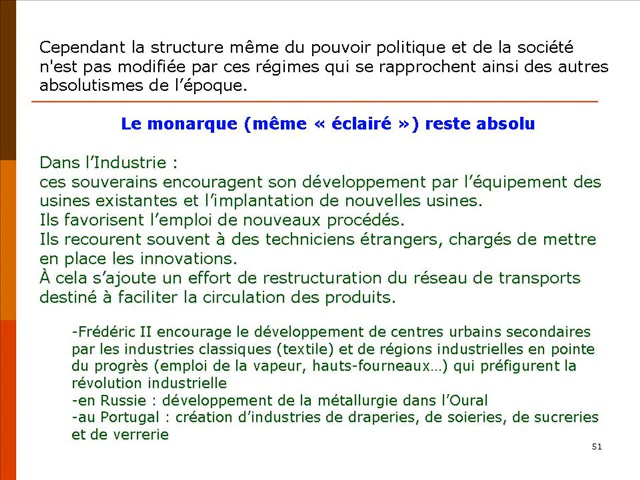 Cependant la structure même du pouvoir politique et de la société
n'est pas modifiée par ces régimes qui se rapprochent ainsi des autres
absolutismes de l’époque.
Le monarque (même « éclairé ») reste absolu
Dans l’Industrie :
ces souverains encouragent son développement par l’équipement des
usines existantes et l’implantation de nouvelles usines.
Ils favorisent l’emploi de nouveaux procédés.
Ils recourent souvent à des techniciens étrangers, chargés de mettre
en place les innovations.
À cela s’ajoute un effort de restructuration du réseau de transports
destiné à faciliter la circulation des produits.
-Frédéric II encourage le développement de centres urbains secondaires
par les industries classiques (textile) et de régions industrielles en pointe
du progrès (emploi de la vapeur, hauts-fourneaux…) qui préfigurent la
révolution industrielle
-en Russie : développement de la métallurgie dans l’Oural
-au Portugal : création d’industries de draperies, de soieries, de sucreries
et de verrerie
51